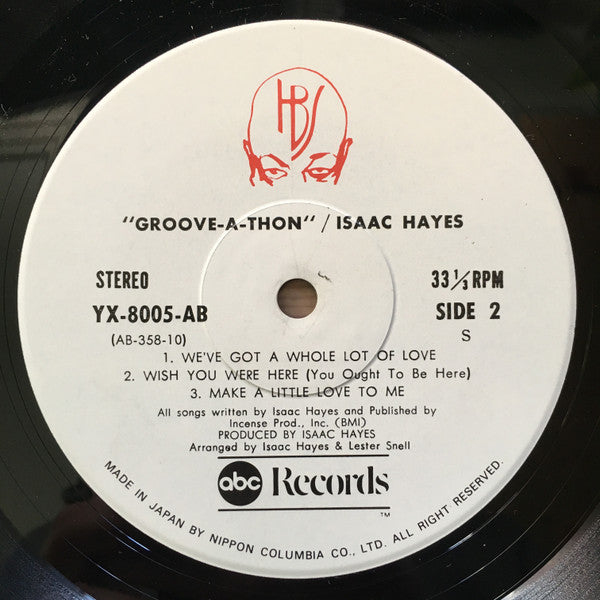 HBS
"GROOVE-A-THON" / ISAAC HAYES
STEREO
33 1/3 RPM
YX-8005-AB
SIDE 2
(AB-358-10)
S
1. WE'VE GOT A WHOLE LOT OF LOVE
2. WISH YOU WERE HERE (You Ought To Be Here)
3. MAKE A LITTLE LOVE TO ME
All songs written by Isaac Hayes and Published by
Incense Prod., Inc. (BMI)
PRODUCED BY ISAAC HAYES
Arranged by Isaac Hayes & Lester Snell
abc Records
TM
MADE IN JAPAN BY NIPPON COLUMBIA CO., LTD. ALL RIGHT RESERVED.